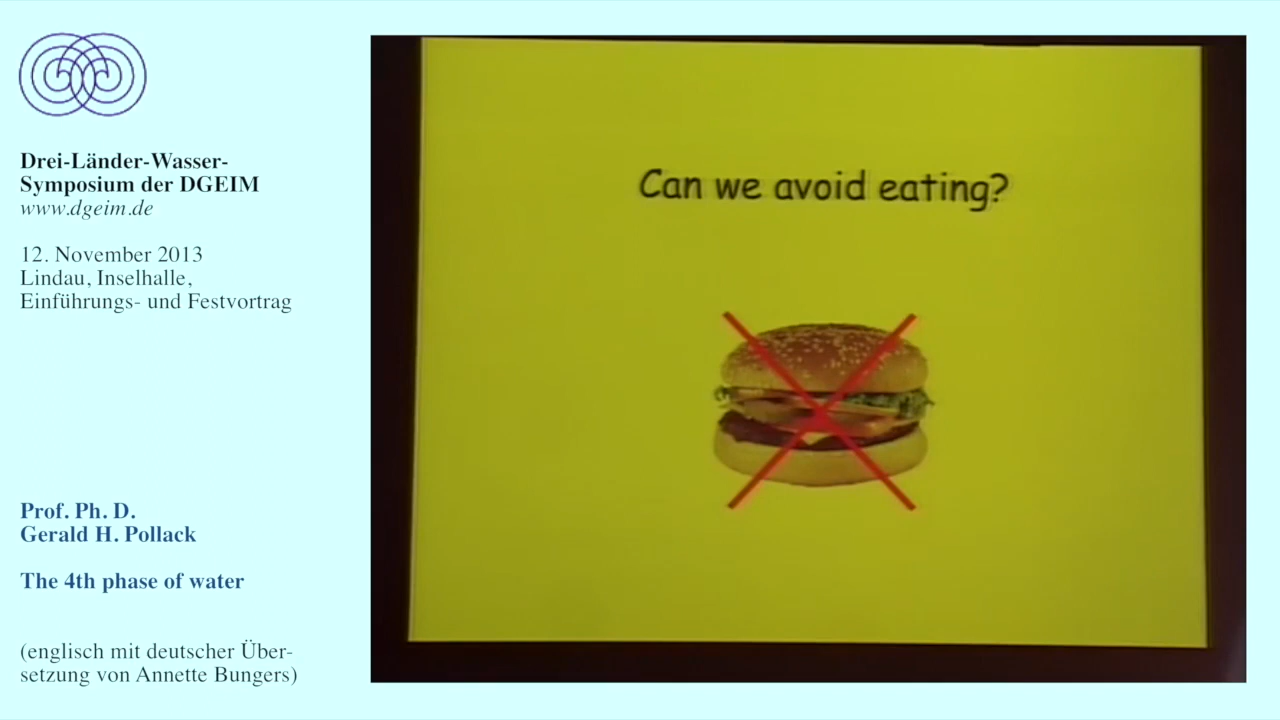 Drei-Länder-Wasser-
Symposium der DGEIM
www.dgeim.de
12. November 2013
Lindau, Inselhalle,
Einführungs- und Festvortrag
Prof. Ph. D.
Gerald H. Pollack
The 4th phase of water
(englisch mit deutscher Über-
setzung von Annette Bungers)
Can we avoid eating?